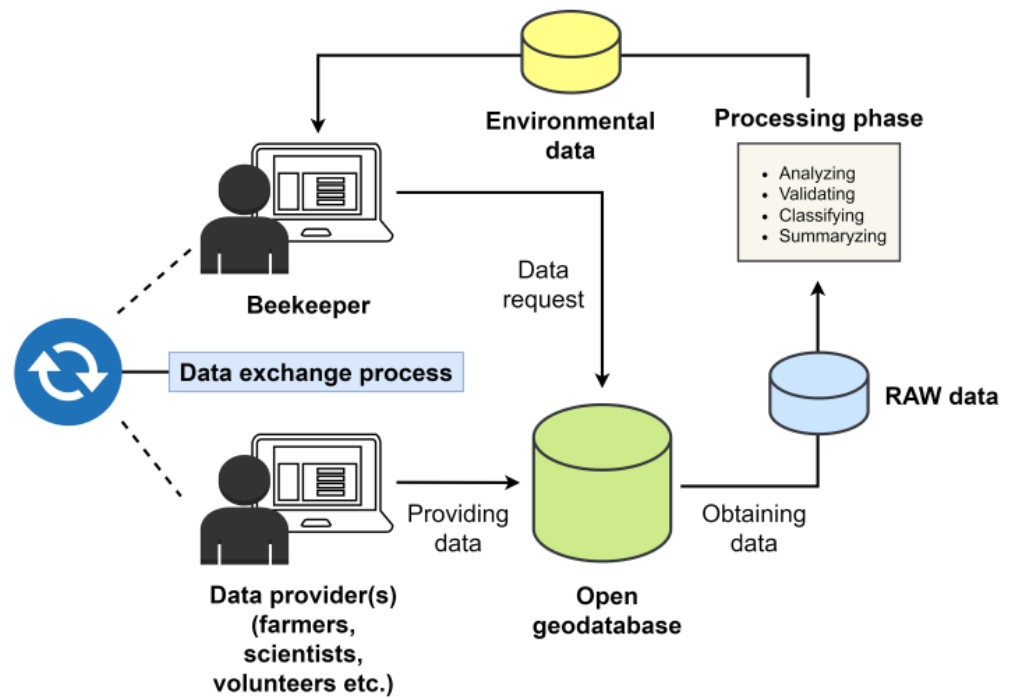 Environmental
data
Processing phase
• Analyzing
• Validating
• Classifying
• Summaryzing
Beekeeper
Data
request
Data exchange process
RAW data
Providing
data
Obtaining
data
Data provider(s)
(farmers,
scientists,
volunteers etc.)
Open
geodatabase